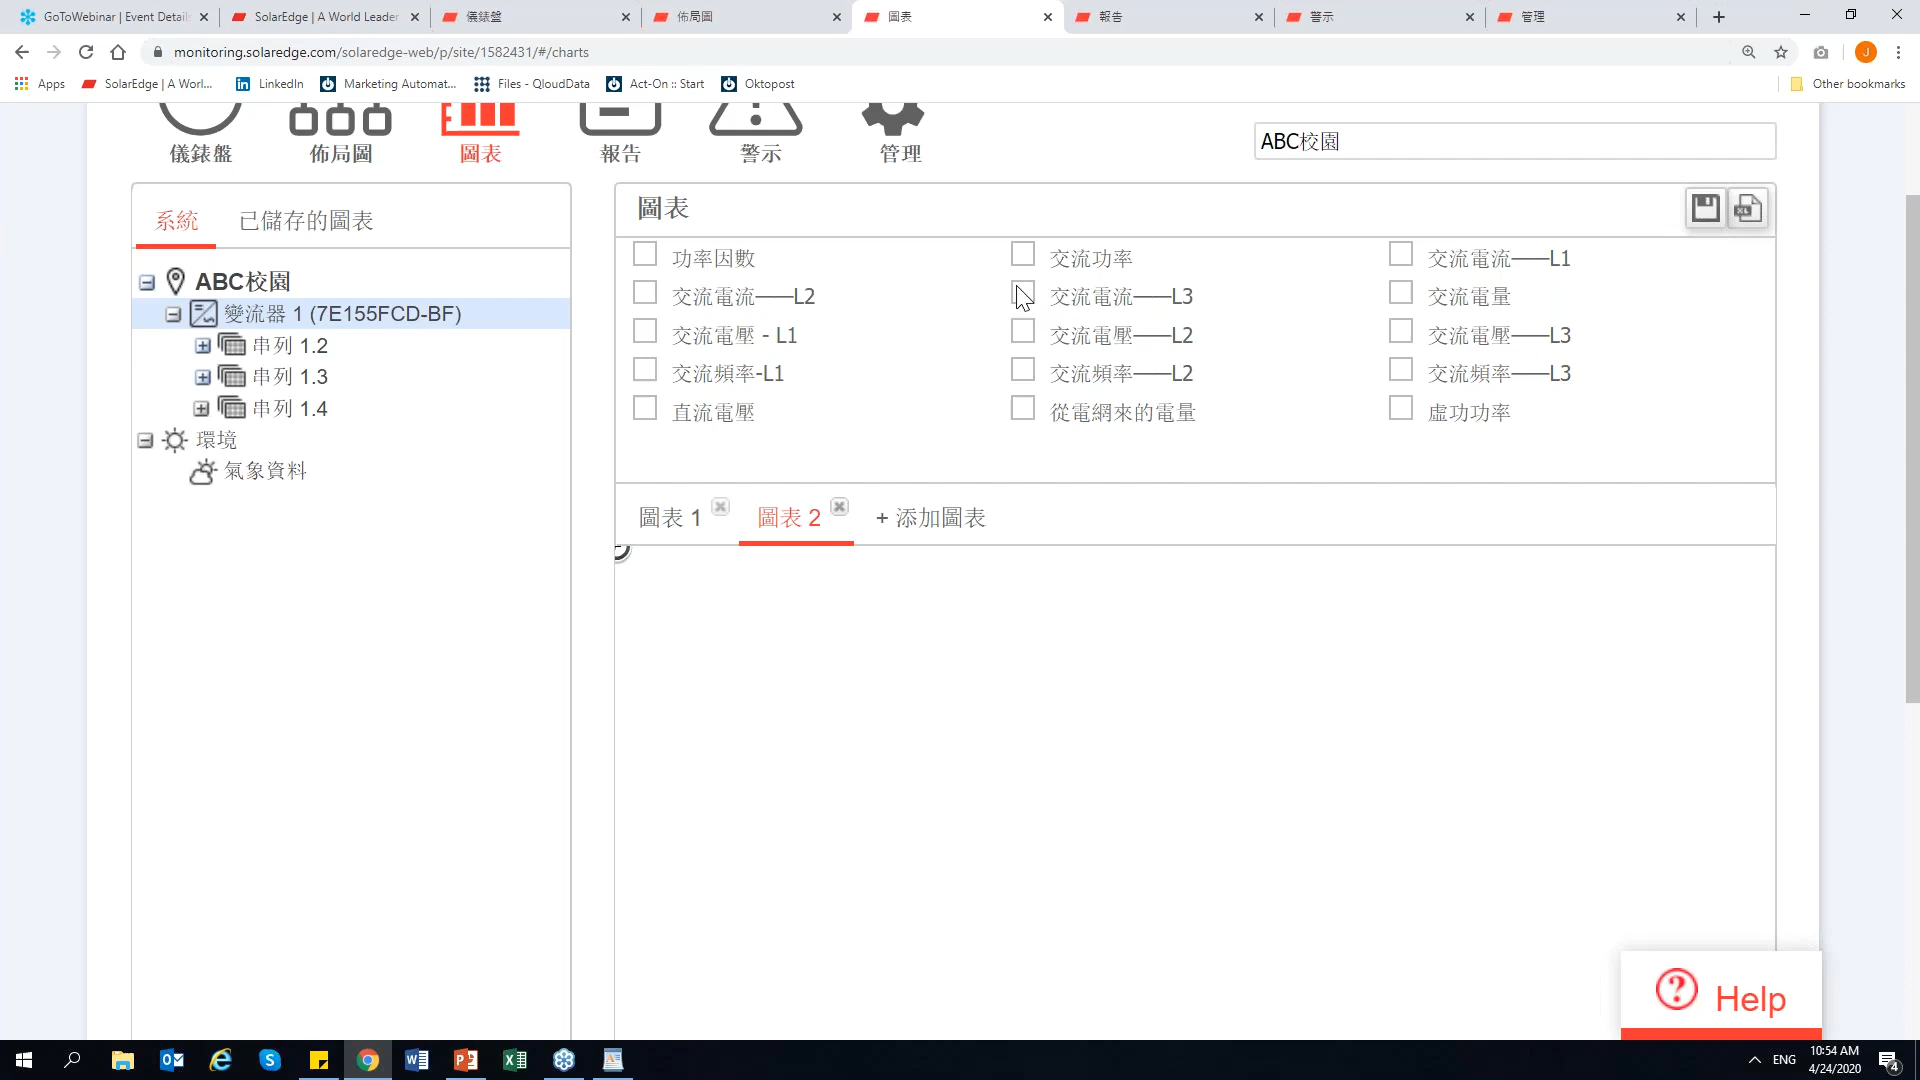 GoToWebinar | Event Details
SolarEdge | A World Leader
儀錶盤
佈局圖
圖表
報告
警示
管理
monitoring.solaredge.com/solaredge-web/p/site/1582431/#/charts
J
Apps
SolarEdge | A Worl...
LinkedIn
Marketing Automat...
Files - QloudData
Act-On :: Start
Oktopost
Other bookmarks
儀錶盤
佈局圖
圖表
報告
警示
管理
ABC校園
系統
已儲存的圖表
ABC校園
變流器 1 (7E155FCD-BF)
串列 1.2
串列 1.3
串列 1.4
環境
氣象資料
圖表
功率因數
交流功率
交流電流——L1
交流電流——L2
交流電流——L3
交流電量
交流電壓 - L1
交流電壓——L2
交流電壓——L3
交流頻率-L1
交流頻率——L2
交流頻率——L3
直流電壓
從電網來的電量
虛功功率
圖表 1
圖表 2
+ 添加圖表
? Help
ENG
10:54 AM
4/24/2020
4